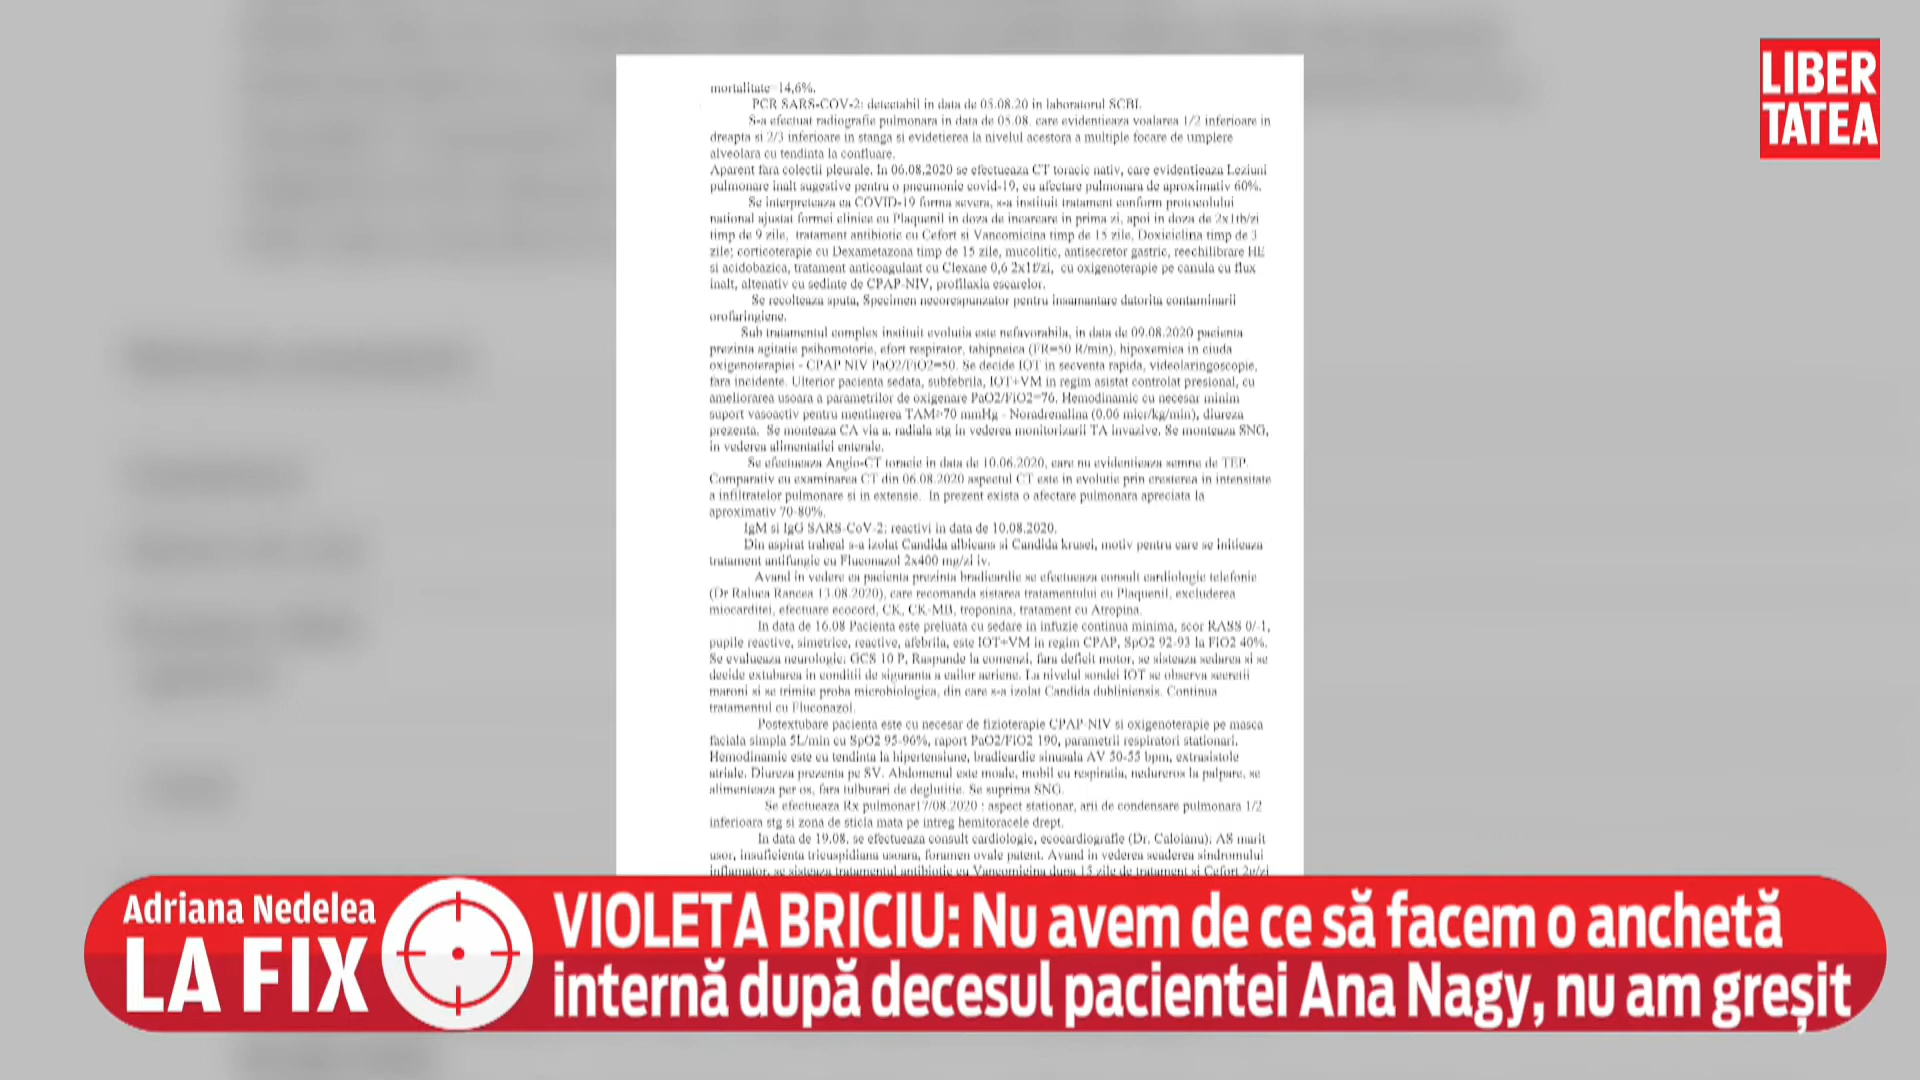 LIBER
TATEA
mortalitate=14,6%.
PCR SARS-COV-2: detectabil in data de 05.08.20 in laboratorul SCBI.
S-a efectuat radiografie pulmonara in data de 05.08. care evidentieaza voalarea 1/2 inferioare in
dreapta si 2/3 inferioare in stanga si evidetierea la nivelul acestora a multiple focare de umplere
alveolara cu tendinta la confluare.
Aparent fara colectii pleurale. In 06.08.2020 se efectueaza CT toracic nativ, care evidentieaza Leziuni
pulmonare inalt sugestive pentru o pneumonie covid-19, cu afectare pulmonara de aproximativ 60%.
Se interpreteaza ca COVID-19 forma severa, s-a instituit tratament conform protocolului
national ajustat formei clinice cu Plaquenil in doza de incarcare in prima zi, apoi in doza de 2x1tb/zi
timp de 9 zile, tratament antibiotic cu Cefort si Vancomicina timp de 15 zile, Doxiciclina timp de 3
zile; corticoterapie cu Dexametazona timp de 15 zile, mucolitic, antisecretor gastric, reechilibrare HE
si acidobazica, tratament anticoagulant cu Clexane 0,6 2x1f/zi, cu oxigenoterapie pe canula cu flux
inalt, altenativ cu sedinte de CPAP-NIV, profilaxia escarelor.
Se recolteaza sputa, Specimen necorespunzator pentru insamantare datorita contaminarii
orofaringiene.
Sub tratamentul complex instituit evolutia este nefavorabila, in data de 09.08.2020 pacienta
prezinta agitatie psihomotorie, efort respirator, tahipneica (FR=50 R/min), hipoxemica in ciuda
oxigenoterapiei - CPAP NIV PaO2/FiO2=50. Se decide IOT in secventa rapida, videolaringoscopie,
fara incidente. Ulterior pacienta sedata, subfebrila, IOT+VM in regim asistat controlat presional, cu
ameliorarea usoara a parametrilor de oxigenare PaO2/FiO2=76. Hemodinamic cu necesar minim
suport vasoactiv pentru mentinerea TAM>70 mmHg - Noradrenalina (0,06 micr/kg/min), diureza
prezenta. Se monteaza CA via a. radiala stg in vederea monitorizarii TA invazive. Se monteaza SNG,
in vederea alimentatiei enterale.
Se efectueaza Angio-CT toracic in data de 10.06.2020, care nu evidentieaza semne de TEP.
Comparativ cu examinarea CT din 06.08.2020 aspectul CT este in evolutie prin cresterea in intensitate
a infiltratelor pulmonare si in extensie. In prezent exista o afectare pulmonara apreciata la
aproximativ 70-80%.
IgM si IgG SARS-CoV-2: reactivi in data de 10.08.2020.
Din aspirat traheal s-a izolat Candida albicans si Candida krusei, motiv pentru care se initieaza
tratament antifungic cu Fluconazol 2x400 mg/zi iv.
Avand in vedere ca pacienta prezinta bradicardie se efectueaza consult cardiologie telefonic
(Dr Raluca Rancea 13.08.2020), care recomanda sistarea tratamentului cu Plaquenil, excluderea
miocarditei, efectuare ecocord, CK, CK-MB, troponina, tratament cu Atropina.
In data de 16.08 Pacienta este preluata cu sedare in infuzie continua minima, scor RASS 0/-1,
pupile reactive, simetrice, reactive, afebrila, este IOT+VM in regim CPAP, SpO2 92-93 la FiO2 40%.
Se evalueaza neurologic: GCS 10 P, Raspunde la comenzi, fara deficit motor, se sisteaza sedarea si se
decide extubarea in conditii de siguranta a cailor aeriene. La nivelul sondei IOT se observa secretii
maroni si se trimite proba microbiologica, din care s-a izolat Candida dubliniensis. Continua
tratamentul cu Fluconazol.
Postextubare pacienta este cu necesar de fizioterapie CPAP-NIV si oxigenoterapie pe masca
faciala simpla 5L/min cu SpO2 95-96%, raport PaO2/FiO2 190, parametrii respiratori stationari.
Hemodinamic este cu tendinta la hipertensiune, bradicardie sinusala AV 50-55 bpm, extrasistole
atriale. Diureza prezenta pe SV. Abdomenul este moale, mobil cu respiratia, nedureros la palpare, se
alimenteaza per os, fara tulburari de deglutitie. Se suprima SNG.
Se efectueaza Rx pulmonar17/08.2020 : aspect stationar, arii de condensare pulmonara 1/2
inferioara stg si zona de sticla mata pe intreg hemitoracele drept.
In data de 19.08. se efectueaza consult cardiologic, ecocardiografie (Dr. Caloianu): AS marit
usor, insuficienta tricuspidiana usoara, foramen ovale patent. Avand in vedere scaderea sindromului
inflamator, se sisteaza tratamentul antibiotic cu Vancomicina dupa 15 zile de tratament si Cefort 2g/zi
Adriana Nedelea
LA FIX
VIOLETA BRICIU: Nu avem de ce să facem o anchetă
internă după decesul pacientei Ana Nagy, nu am greșit